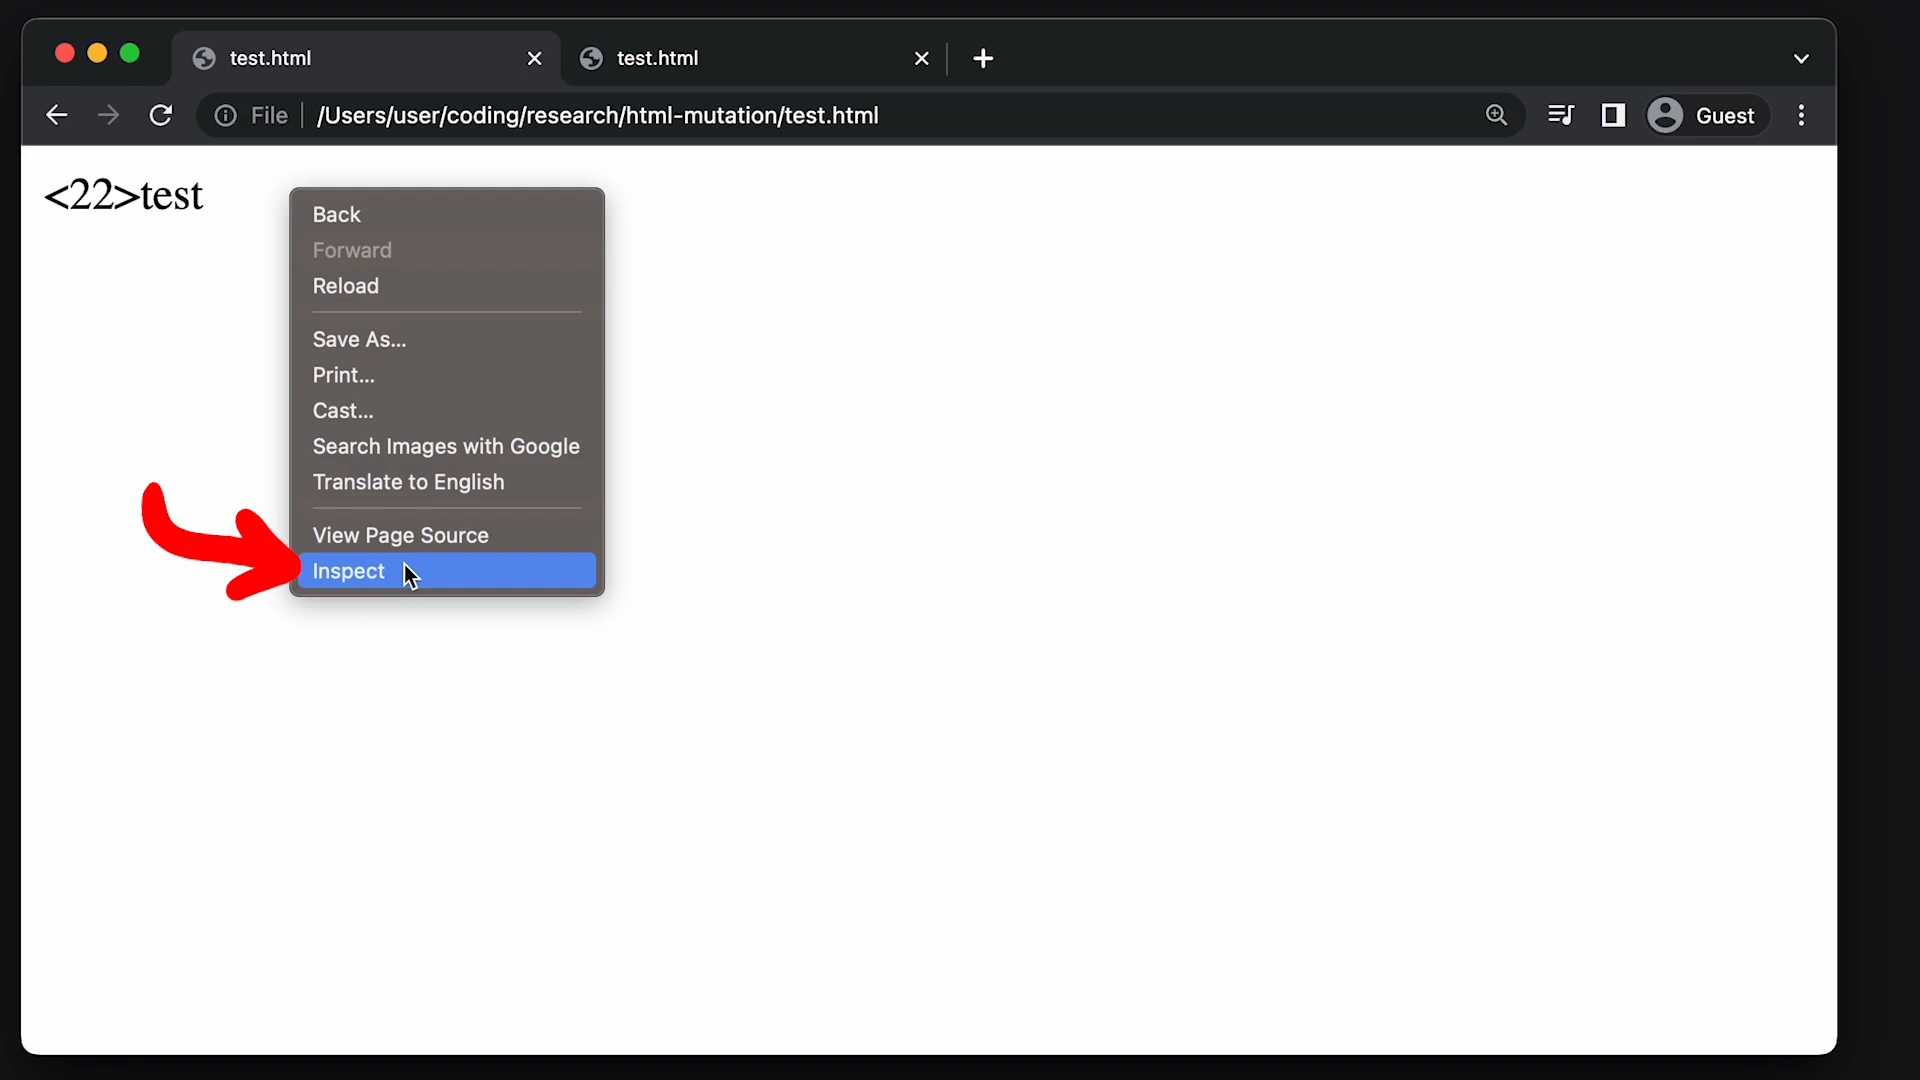 test.html
test.html
File
/Users/user/coding/research/html-mutation/test.html
Guest
<22>test
Back
Forward
Reload
Save As...
Print...
Cast...
Search Images with Google
Translate to English
View Page Source
Inspect